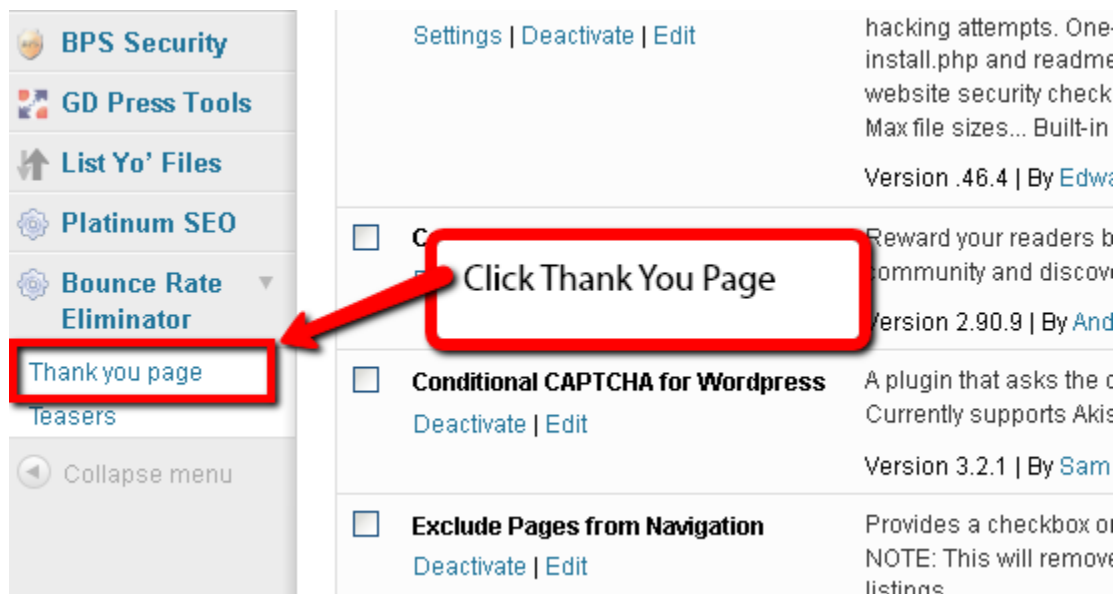 BPS Security
GD Press Tools
List Yo' Files
Platinum SEO
Bounce Rate
Eliminator
Thank you page
Teasers
Collapse menu
Settings | Deactivate | Edit
hacking attempts. One-
install.php and readme
website security check
Max file sizes... Built-in
Version .46.4 | By Edwa
C
Click Thank You Page
Reward your readers b
community and discove
Version 2.90.9 | By And
Conditional CAPTCHA for Wordpress
Deactivate | Edit
A plugin that asks the c
Currently supports Akis
Version 3.2.1 | By Sam
Exclude Pages from Navigation
Deactivate | Edit
Provides a checkbox on
NOTE: This will remove
listings